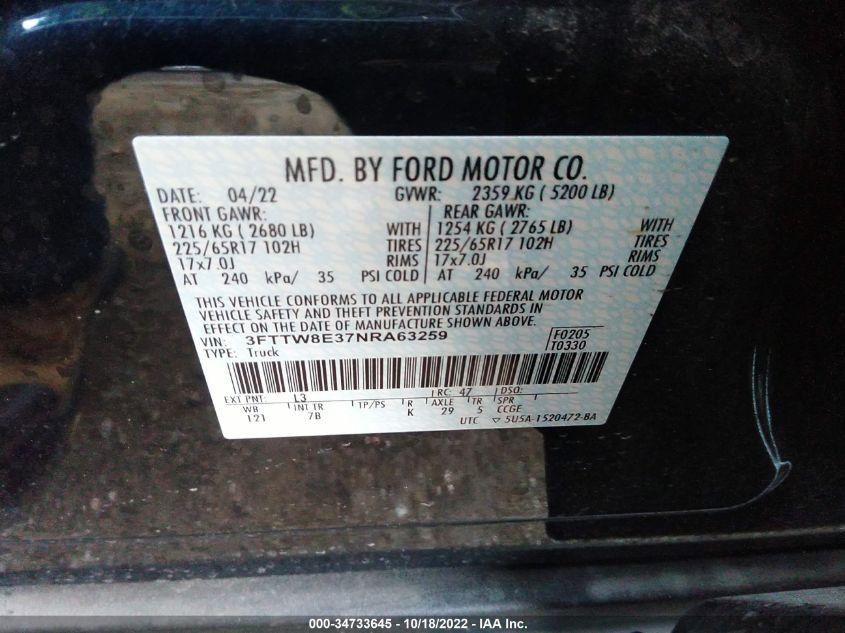 MFD. BY FORD MOTOR CO.
DATE: 04/22 GVWR: 2359 KG ( 5200 LB)
FRONT GAWR: REAR GAWR:
1216 KG ( 2680 LB) WITH 1254 KG ( 2765 LB) WITH
225/65R17 102H TIRES 225/65R17 102H TIRES
17x7.0J RIMS 17x7.0J RIMS
AT 240 kPa/ 35 PSI COLD AT 240 kPa/ 35 PSI COLD
THIS VEHICLE CONFORMS TO ALL APPLICABLE FEDERAL MOTOR
VEHICLE SAFETY AND THEFT PREVENTION STANDARDS IN
EFFECT ON THE DATE OF MANUFACTURE SHOWN ABOVE.
VIN: 3FTTW8E37NRA63259 F0205
TYPE: Truck T0330
EXT PNT: L3 RC: 47 DSO:
WB INT TR TP/PS R AXLE TR SPR
121 7B K 29 5 CCGE
UTC ▽ 5U5A-1520472-BA
000-34733645 / 10/18/2022 - IAA Inc.